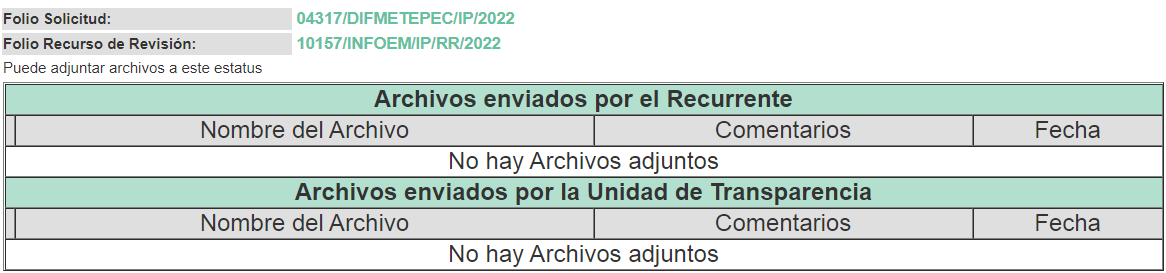 Folio Solicitud: 04317/DIFMETEPEC/IP/2022
Folio Recurso de Revisión: 10157/INFOEM/IP/RR/2022
Puede adjuntar archivos a este estatus
Archivos enviados por el Recurrente
Nombre del Archivo Comentarios Fecha
No hay Archivos adjuntos
Archivos enviados por la Unidad de Transparencia
Nombre del Archivo Comentarios Fecha
No hay Archivos adjuntos